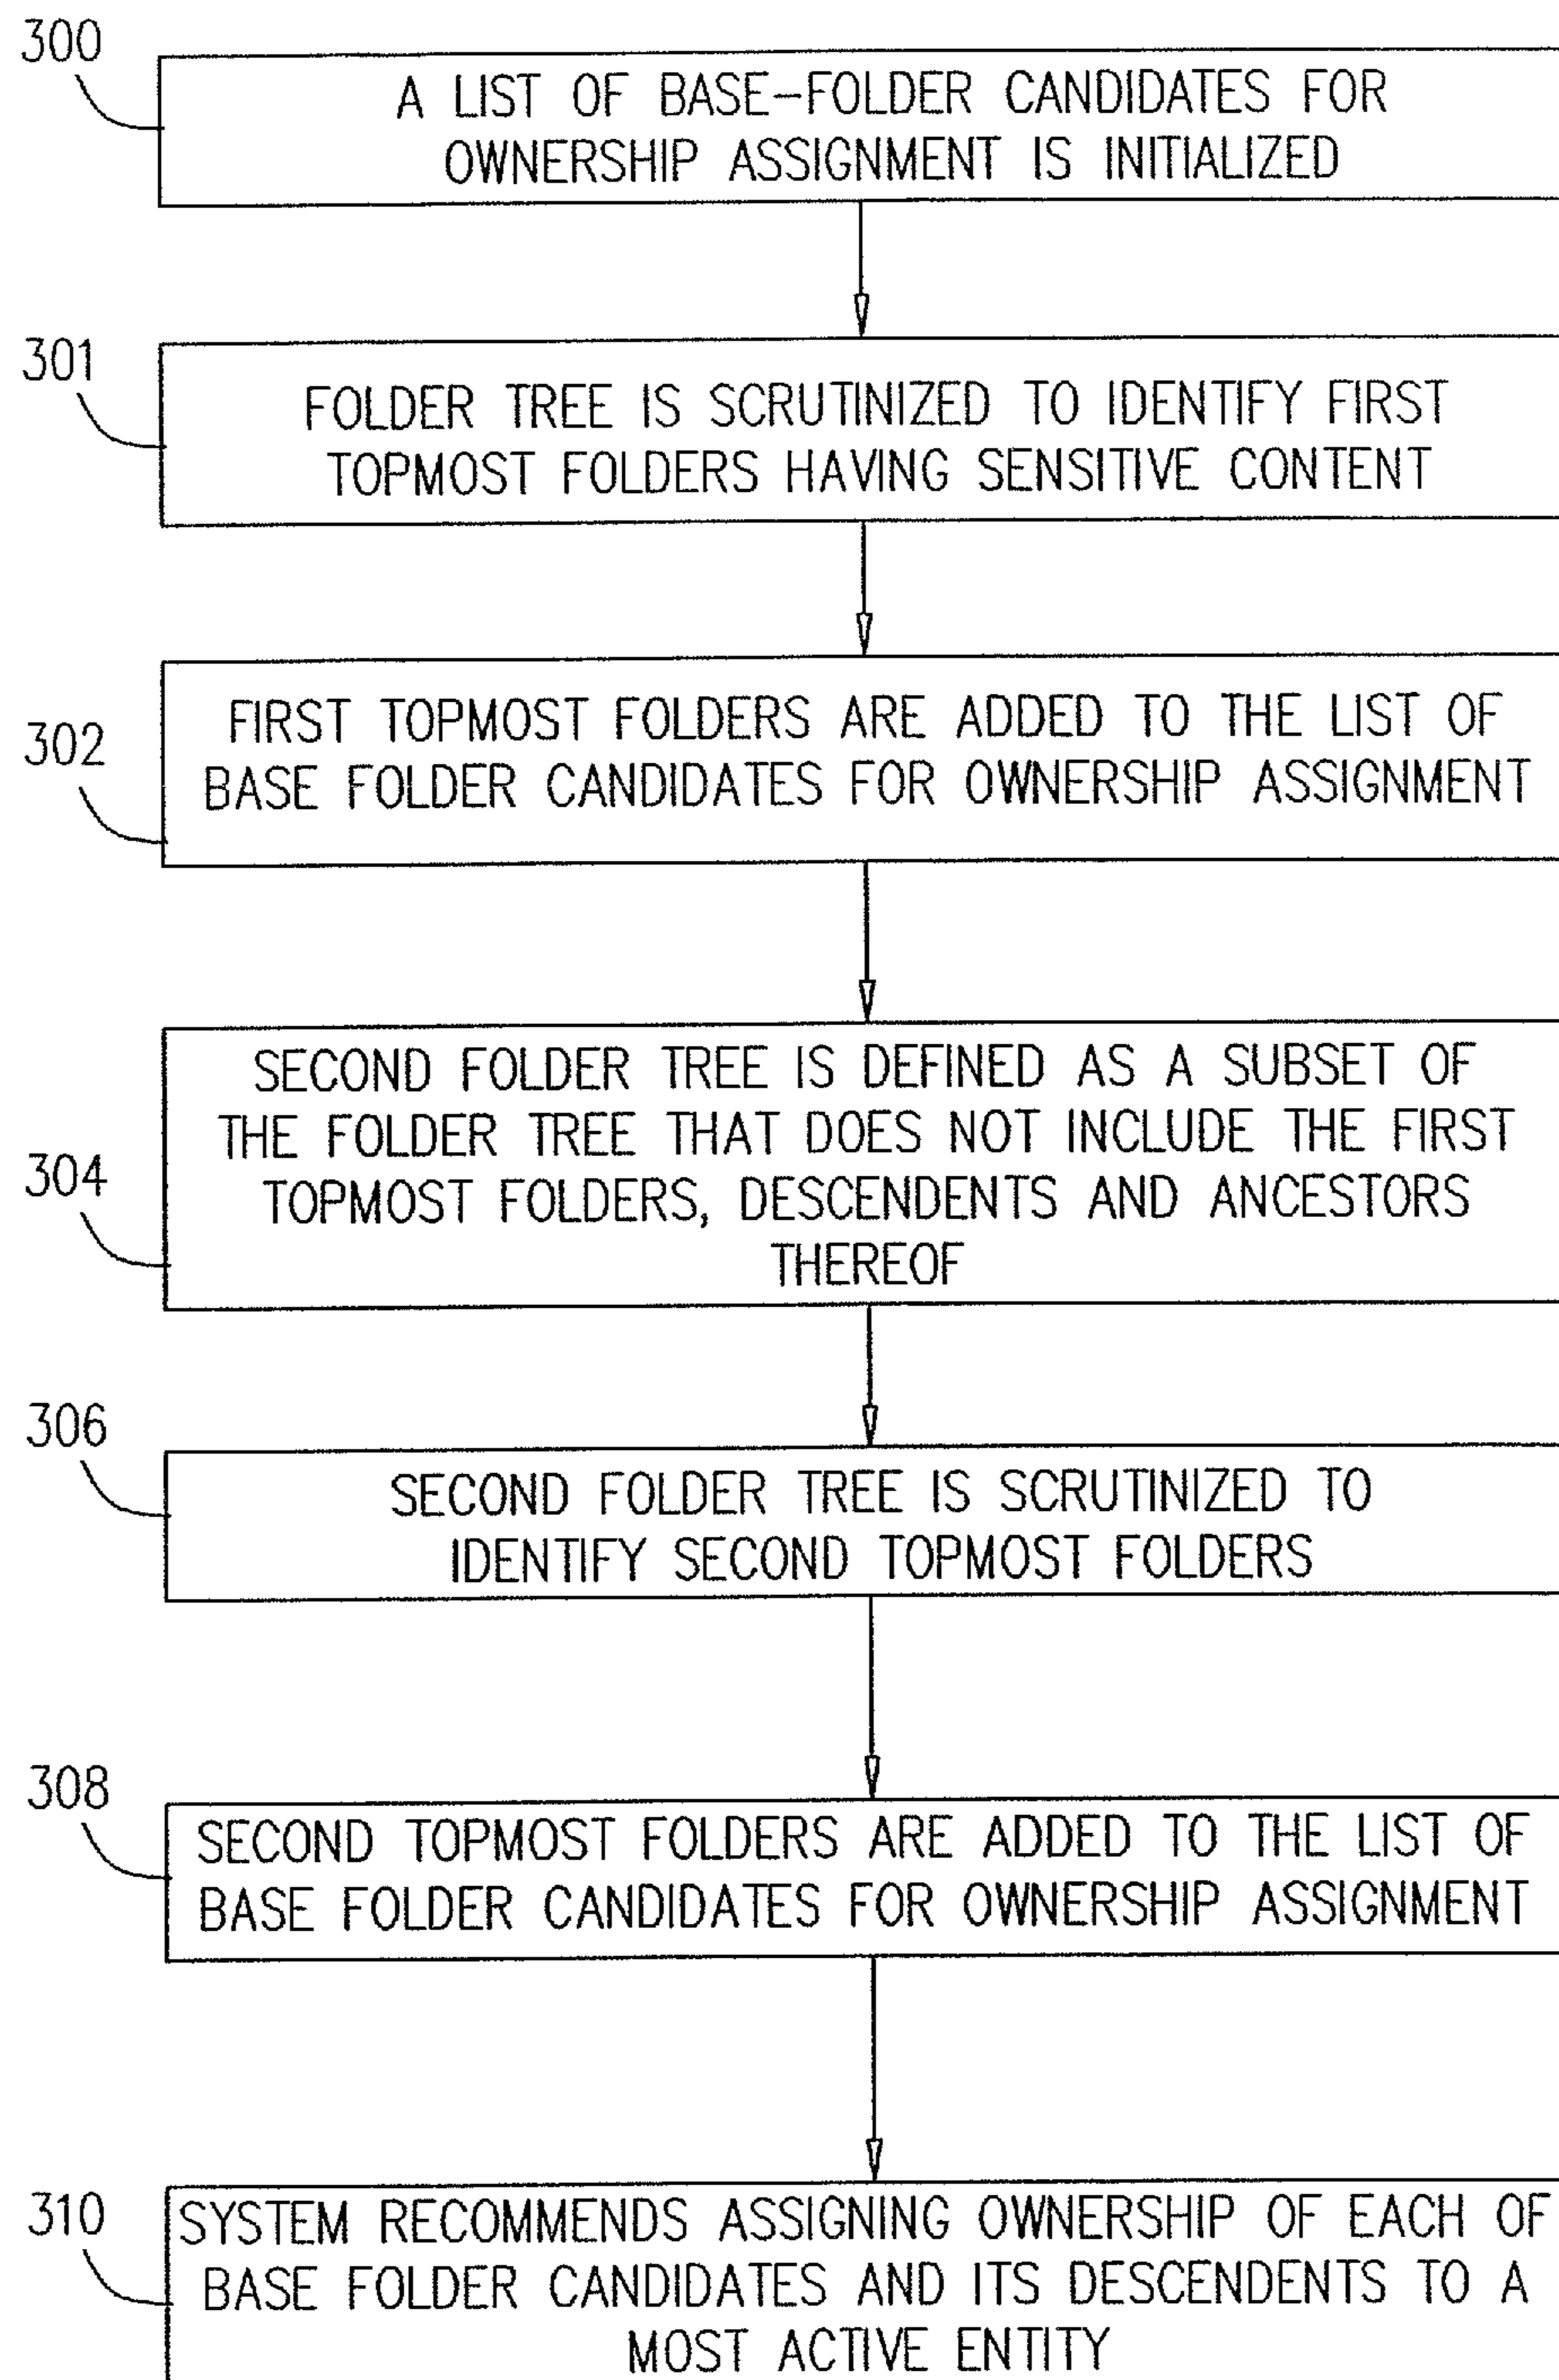 300
A LIST OF BASE-FOLDER CANDIDATES FOR
OWNERSHIP ASSIGNMENT IS INITIALIZED
301
FOLDER TREE IS SCRUTINIZED TO IDENTIFY FIRST
TOPMOST FOLDERS HAVING SENSITIVE CONTENT
302
FIRST TOPMOST FOLDERS ARE ADDED TO THE LIST OF
BASE FOLDER CANDIDATES FOR OWNERSHIP ASSIGNMENT
304
SECOND FOLDER TREE IS DEFINED AS A SUBSET OF
THE FOLDER TREE THAT DOES NOT INCLUDE THE FIRST
TOPMOST FOLDERS, DESCENDENTS AND ANCESTORS
THEREOF
306
SECOND FOLDER TREE IS SCRUTINIZED TO
IDENTIFY SECOND TOPMOST FOLDERS
308
SECOND TOPMOST FOLDERS ARE ADDED TO THE LIST OF
BASE FOLDER CANDIDATES FOR OWNERSHIP ASSIGNMENT
310
SYSTEM RECOMMENDS ASSIGNING OWNERSHIP OF EACH OF
BASE FOLDER CANDIDATES AND ITS DESCENDENTS TO A
MOST ACTIVE ENTITY